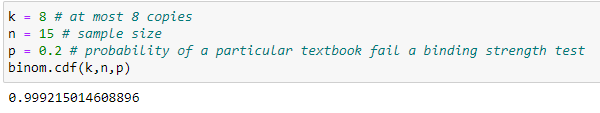 k = 8 # at most 8 copies
n = 15 # sample size
p = 0.2 # probability of a particular textbook fail a binding strength test
binom.cdf(k,n,p)
0.999215014608896